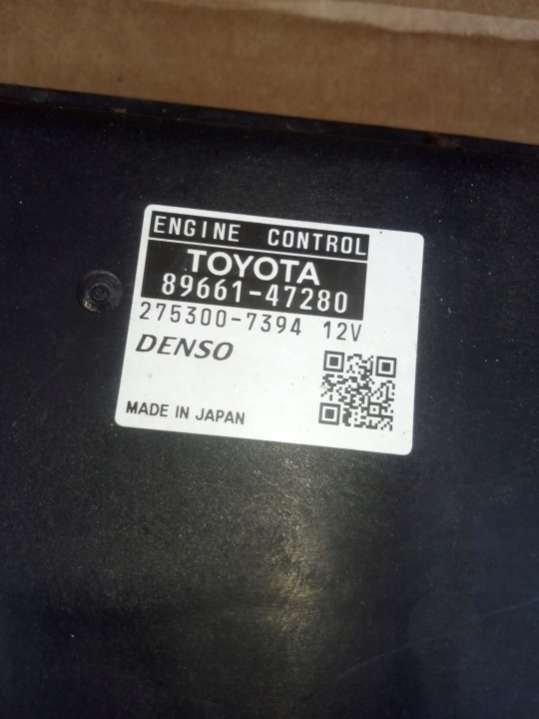 ENGINE CONTROL
TOYOTA
89661-47280
275300-7394 12V
DENSO
MADE IN JAPAN